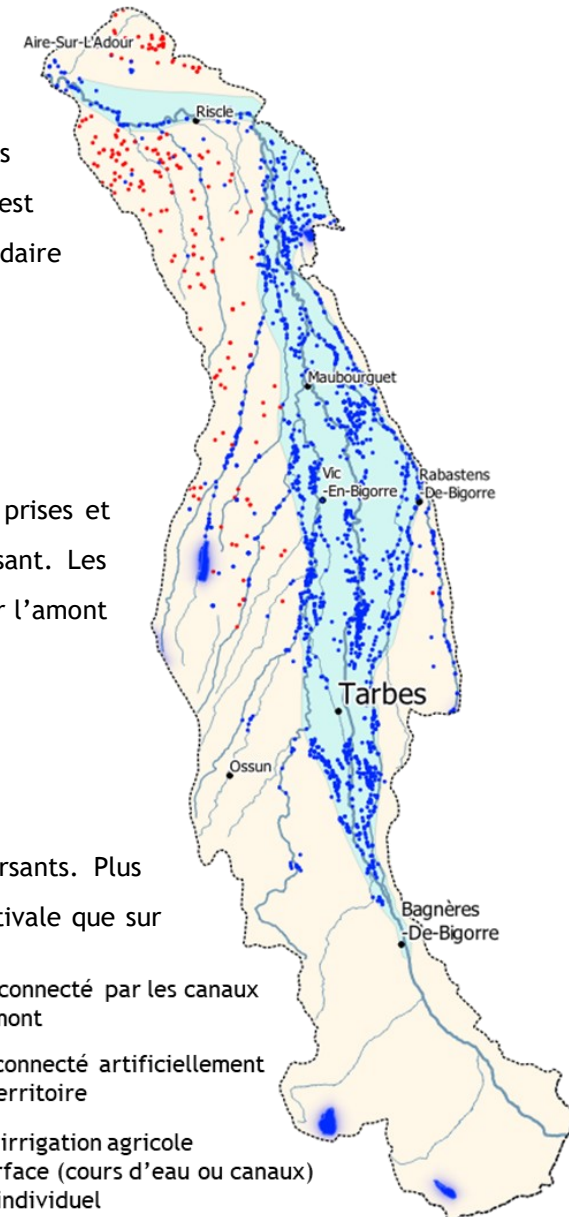 Aire-Sur-L'Adour
Riscle
s
est
daire
Maubourguet
Vic
-En-Bigorre
Rabastens
-De-Bigorre
prises et
sant. Les
r l'amont
Tarbes
Ossun
rsants. Plus
tivale que sur
Bagnères
-De-Bigorre
connecté par les canaux
mont
connecté artificiellement
erritoire
irrigation agricole
rface (cours d'eau ou canaux)
individuel